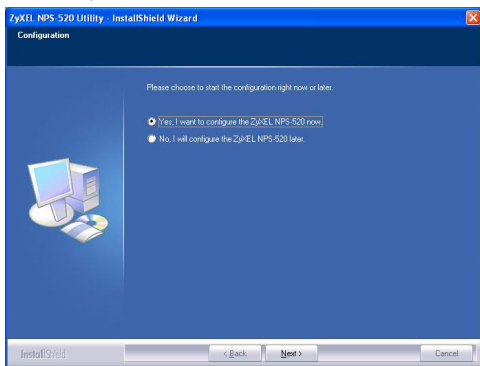 ZyXEL NPS-520 Utility - InstallShield Wizard
Configuration
Please choose to start the configuration right now or later.
Yes, I want to configure the ZyXEL NPS-520 now.
No, I will configure the ZyXEL NPS-520 later.
InstallShield
< Back
Next >
Cancel